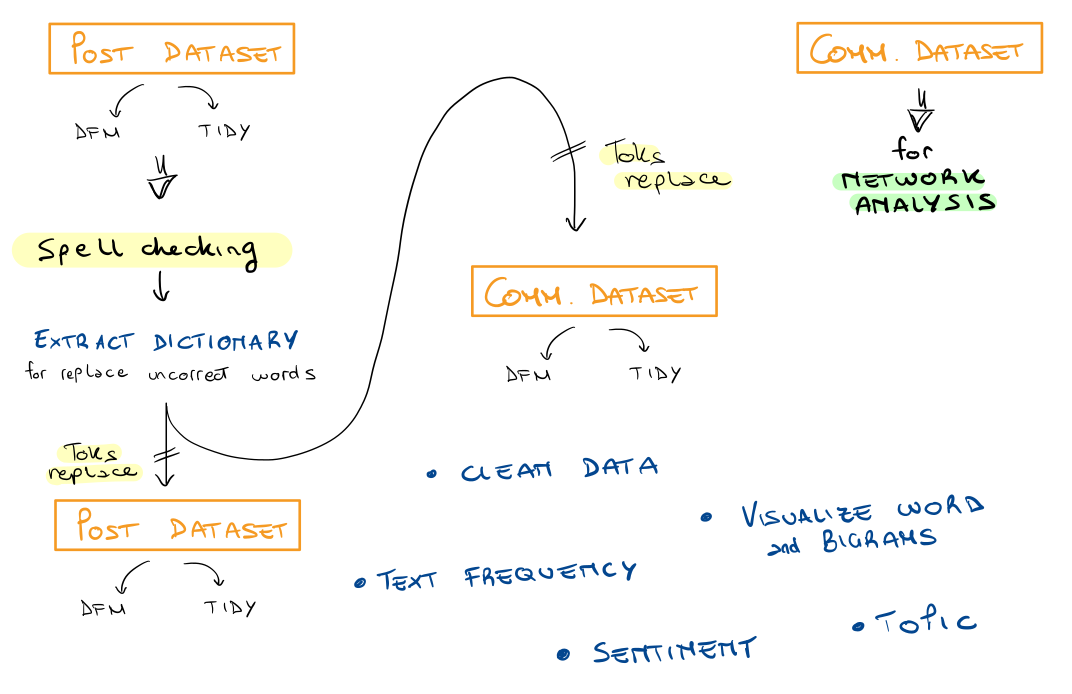 POST DATASET
DFM TIDY
Spell checking
EXTRACT DICTIONARY
for replace uncorrect words
Toks
replace
POST DATASET
DFM TIDY
Toks
replace
COMM. DATASET
DFM TIDY
COMM. DATASET
for
NETWORK
ANALYSIS
• CLEAN DATA
• VISUALIZE WORD
and BIGRAMS
• TEXT FREQUENCY
• TOPIC
• SENTIMENT